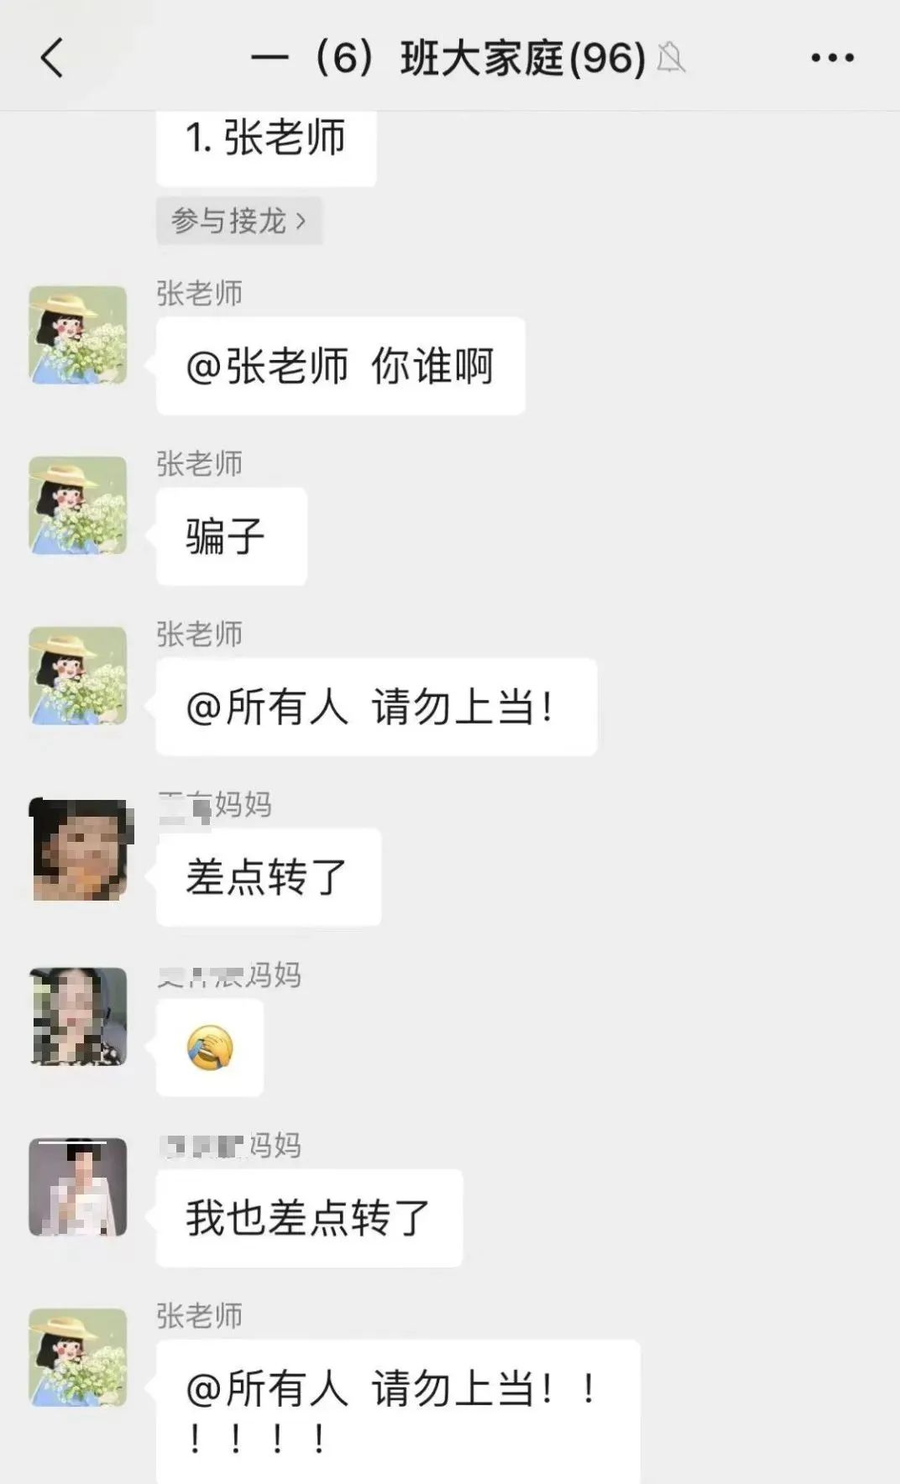 一（6）班大家庭(96)
1. 张老师
参与接龙
张老师
@张老师 你谁啊
张老师
骗子
张老师
@所有人 请勿上当！
妈妈
差点转了
妈妈
妈妈
我也差点转了
张老师
@所有人 请勿上当！！
！！！！